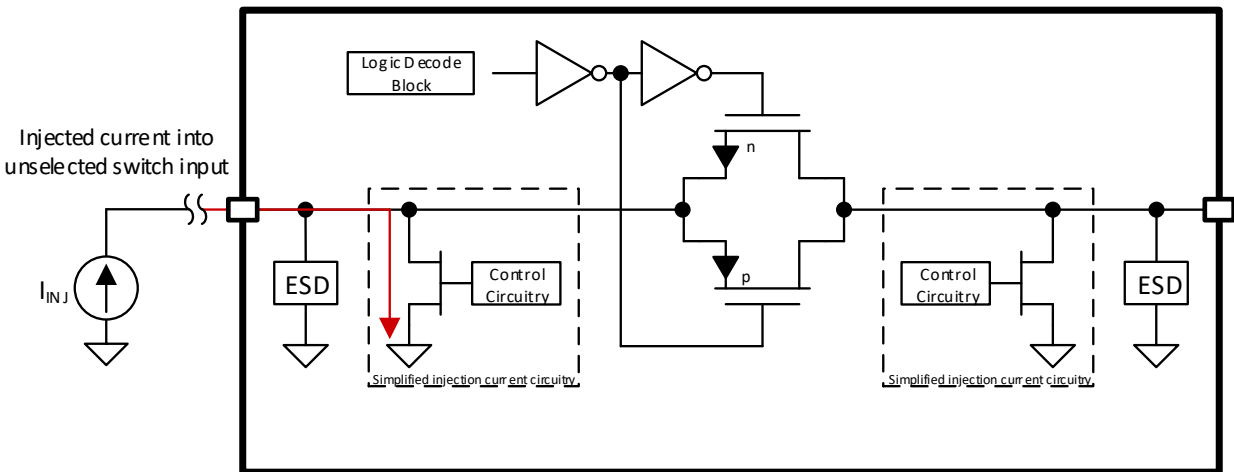 Logic Decode
Block
Injected current into
unselected switch input
n
p
IINJ
ESD
Control
Circuitry
Control
Circuitry
ESD
Simplified injection current circuitry
Simplified injection current circuitry